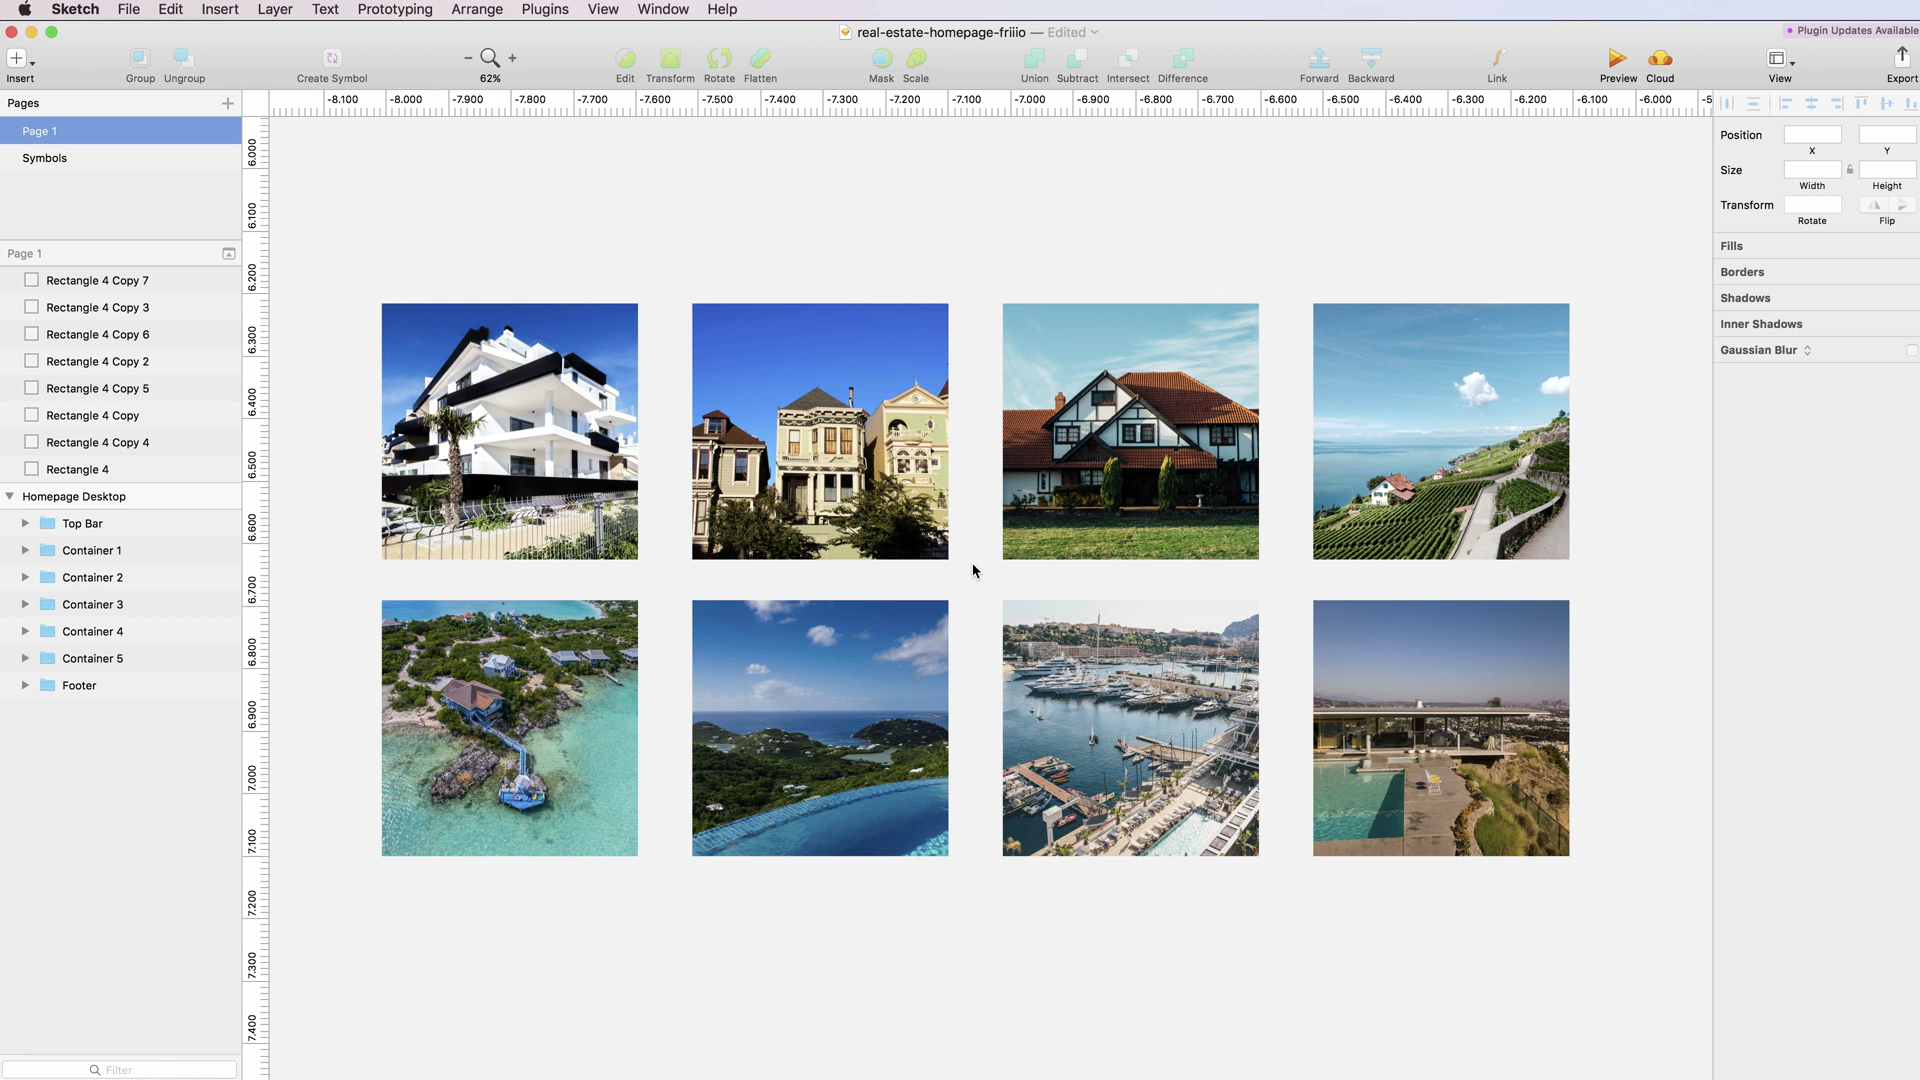 Sketch File Edit Insert Layer Text Prototyping Arrange Plugins View Window Help
real-estate-homepage-friiio — Edited
Plugin Updates Available
Insert Group Ungroup Create Symbol 62% Edit Transform Rotate Flatten Mask Scale Union Subtract Intersect Difference Forward Backward Link Preview Cloud View Export
Pages
-8.100 -8.000 -7.900 -7.800 -7.700 -7.600 -7.500 -7.400 -7.300 -7.200 -7.100 -7.000 -6.900 -6.800 -6.700 -6.600 -6.500 -6.400 -6.300 -6.200 -6.100 -6.000
Page 1
Symbols
Page 1
Rectangle 4 Copy 7
Rectangle 4 Copy 3
Rectangle 4 Copy 6
Rectangle 4 Copy 2
Rectangle 4 Copy 5
Rectangle 4 Copy
Rectangle 4 Copy 4
Rectangle 4
Homepage Desktop
Top Bar
Container 1
Container 2
Container 3
Container 4
Container 5
Footer
Filter
6.000
6.100
6.200
6.300
6.400
6.500
6.600
6.700
6.800
6.900
7.000
7.100
7.200
7.300
7.400
Position
X Y
Size
Width Height
Transform
Rotate Flip
Fills
Borders
Shadows
Inner Shadows
Gaussian Blur